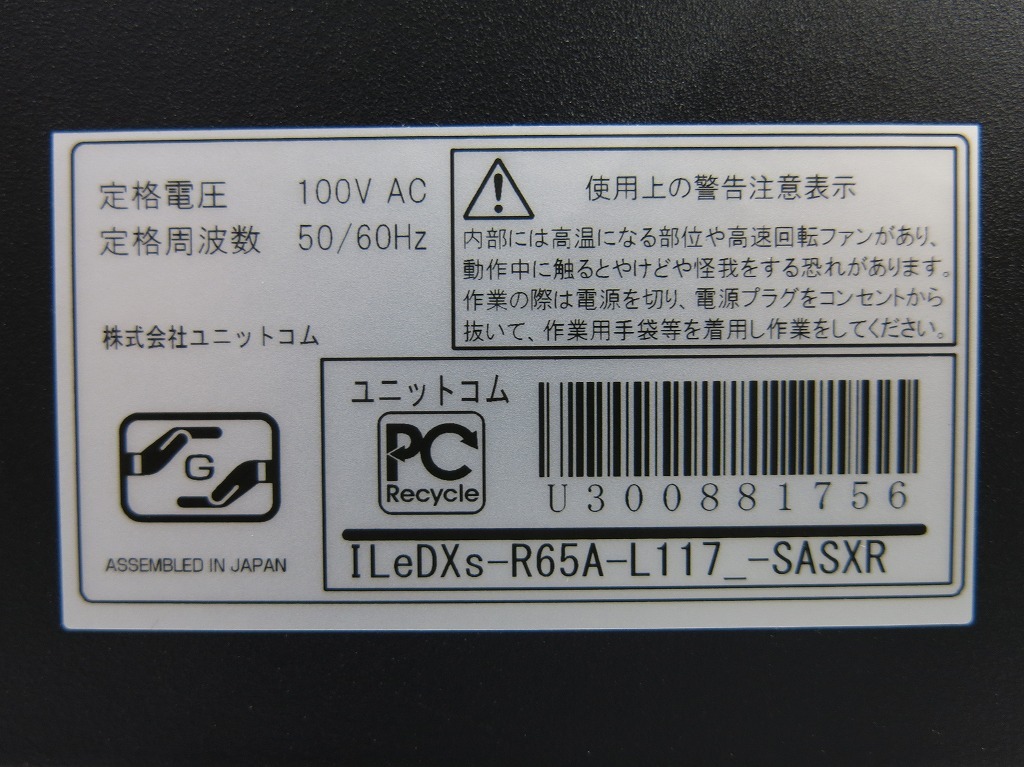 定格電圧 100V AC
定格周波数 50/60Hz
株式会社ユニットコム
使用上の警告注意表示
内部には高温になる部位や高速回転ファンがあり、
動作中に触るとやけどや怪我をする恐れがあります。
作業の際は電源を切り、電源プラグをコンセントから
抜いて、作業用手袋等を着用し作業をしてください。
G
ASSEMBLED IN JAPAN
ユニットコム
PC
Recycle
U300881756
ILeDXs-R65A-L117_-SASXR